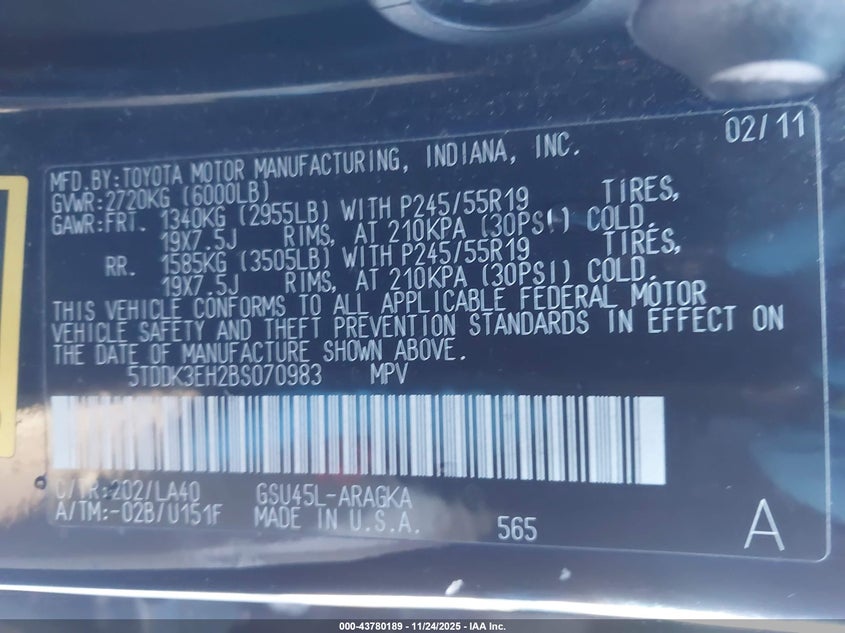 02/11
MFD.BY:TOYOTA MOTOR MANUFACTURING, INDIANA, INC.
GVWR:2720KG (6000LB)
GAWR:FRT. 1340KG (2955LB) WITH P245/55R19 TIRES,
19X7.5J RIMS, AT 210KPA (30PSI) COLD.
RR. 1585KG (3505LB) WITH P245/55R19 TIRES,
19X7.5J RIMS, AT 210KPA (30PSI) COLD.
THIS VEHICLE CONFORMS TO ALL APPLICABLE FEDERAL MOTOR
VEHICLE SAFETY AND THEFT PREVENTION STANDARDS IN EFFECT ON
THE DATE OF MANUFACTURE SHOWN ABOVE.
5TDDK3EH2BS070983 MPV
C/TR:202/LA40 GSU45L-ARAGKA
A/TM:-02B/U151F MADE IN U.S.A. 565 A
000-43780189 - 11/24/2025 - IAA Inc.